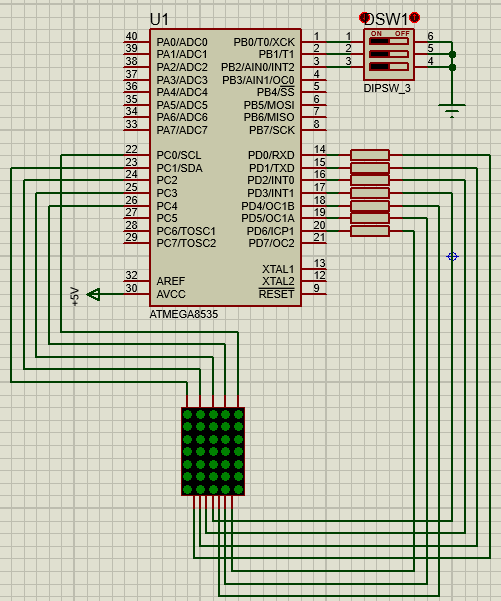 U1
DSW1
40 PA0/ADC0 PB0/T0/XCK 1 1 ON OFF 6
39 PA1/ADC1 PB1/T1 2 2 5
38 PA2/ADC2 PB2/AIN0/INT2 3 3 4
37 PA3/ADC3 PB3/AIN1/OC0 4
36 PA4/ADC4 PB4/SS 5
35 PA5/ADC5 PB5/MOSI 6
34 PA6/ADC6 PB6/MISO 7
33 PA7/ADC7 PB7/SCK 8
DIPSW_3
22 PC0/SCL PD0/RXD 14
23 PC1/SDA PD1/TXD 15
24 PC2 PD2/INT0 16
25 PC3 PD3/INT1 17
26 PC4 PD4/OC1B 18
27 PC5 PD5/OC1A 19
28 PC6/TOSC1 PD6/ICP1 20
29 PC7/TOSC2 PD7/OC2 21
XTAL1 13
32 AREF XTAL2 12
30 AVCC RESET 9
+5V
ATMEGA8535